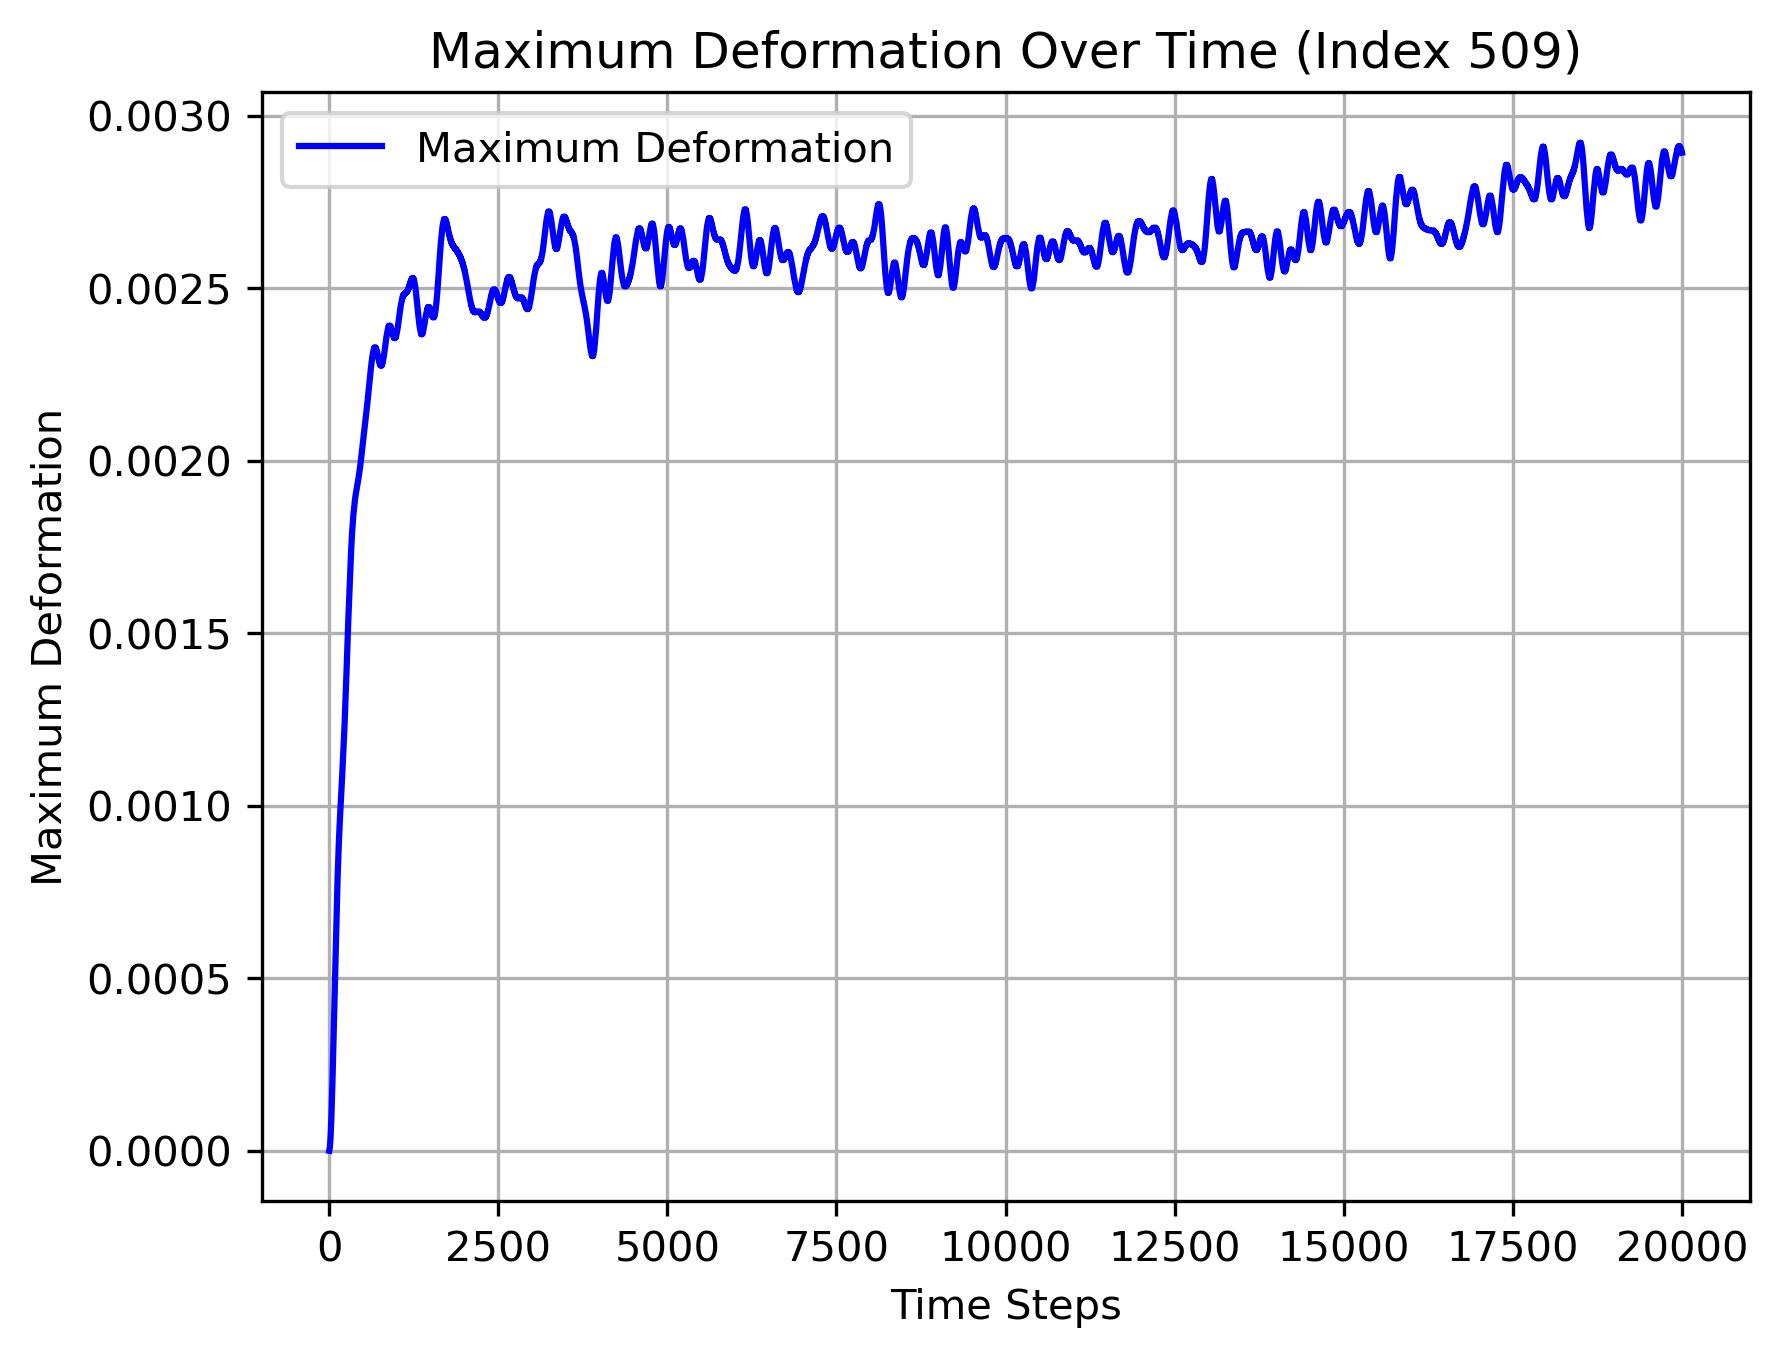 Maximum Deformation Over Time (Index 509)
Maximum Deformation
0.0030
0.0025
0.0020
0.0015
0.0010
0.0005
0.0000
Maximum Deformation
0 2500 5000 7500 10000 12500 15000 17500 20000
Time Steps